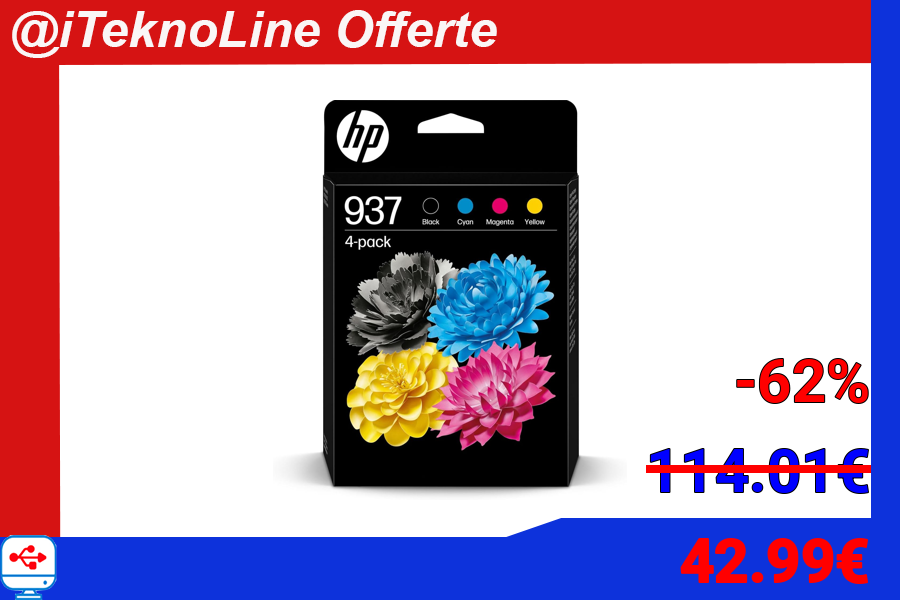 @iTeknoLine Offerte
hp
937
Black Cyan Magenta Yellow
4-pack
-62%
114.01€
42.99€